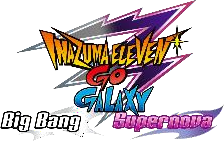 INAZUMA ELEVEN
GO
GALAXY
Big Bang
Supernova